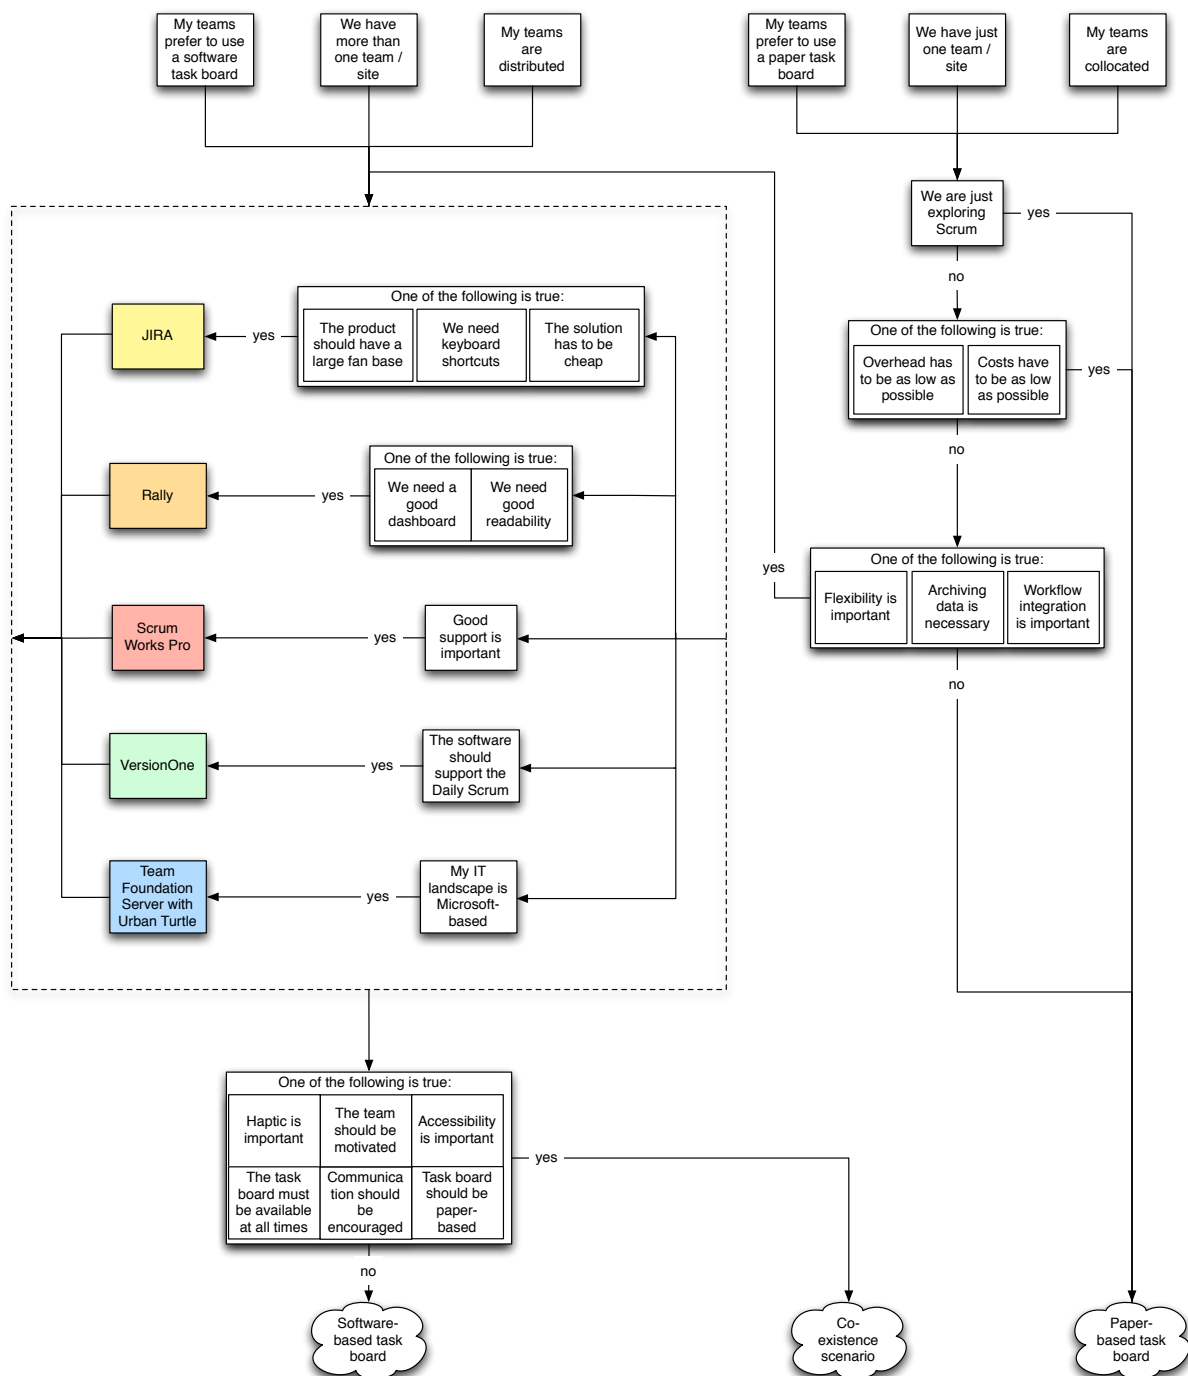 My teams
prefer to use
a software
task board
We have
more than
one team /
site
My teams
are
distributed
My teams
prefer to use
a paper task
board
We have just
one team /
site
My teams
are
collocated
We are just
exploring
Scrum
yes
no
One of the following is true:
JIRA
yes
The product
should have a
large fan base
We need
keyboard
shortcuts
The solution
has to be
cheap
One of the following is true:
Overhead has
to be as low as
possible
Costs have
to be as low
as possible
yes
no
One of the following is true:
Rally
yes
We need a
good
dashboard
We need
good
readability
One of the following is true:
yes
Flexibility is
important
Archiving
data is
necessary
Workflow
integration
is important
no
Scrum
Works Pro
yes
Good
support is
important
VersionOne
yes
The software
should
support the
Daily Scrum
Team
Foundation
Server with
Urban Turtle
yes
My IT
landscape is
Microsoft-
based
One of the following is true:
Haptic is
important
The team
should be
motivated
Accessibility
is important
The task
board must
be available
at all times
Communica
tion should
be
encouraged
Task board
should be
paper-
based
yes
no
Software-
based task
board
Co-
existence
scenario
Paper-
based task
board